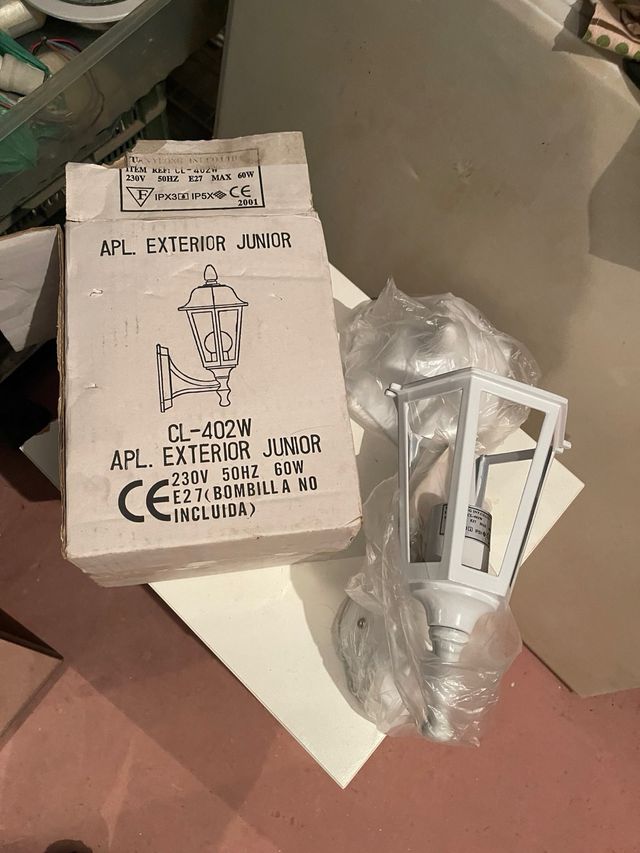 ITEM REF: CL-402W
230V 50HZ E27 MAX 60W
F IPX3 IP5X CE
2001
APL. EXTERIOR JUNIOR
CL-402W
APL. EXTERIOR JUNIOR
230V 50HZ 60W
CE E27(BOMBILLA NO
INCLUIDA)